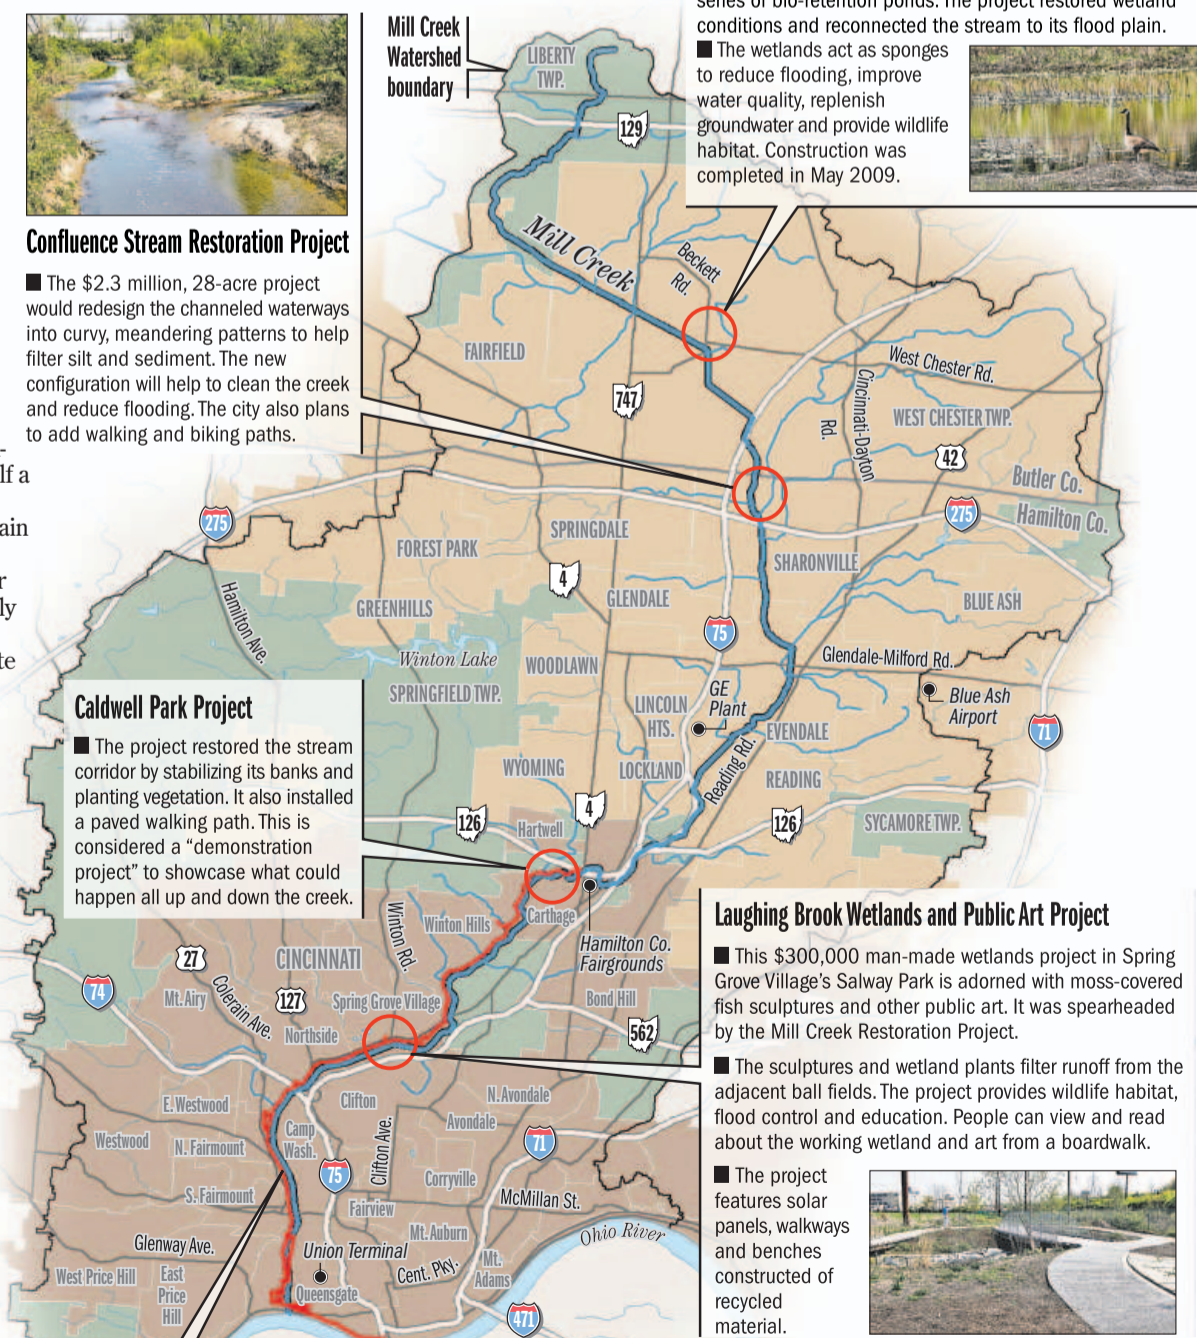 series of bio-retention ponds. The project restored wetland
conditions and reconnected the stream to its flood plain.
■ The wetlands act as sponges
to reduce flooding, improve
water quality, replenish
groundwater and provide wildlife
habitat. Construction was
completed in May 2009.
Mill Creek
Watershed
boundary
Confluence Stream Restoration Project
■ The $2.3 million, 28-acre project
would redesign the channeled waterways
into curvy, meandering patterns to help
filter silt and sediment. The new
configuration will help to clean the creek
and reduce flooding. The city also plans
to add walking and biking paths.
-
lf a
ain
r
ly
te
LIBERTY
TWP.
129
Mill Creek
Beckett
Rd.
FAIRFIELD
747
West Chester Rd.
Cincinnati-Dayton
Rd.
WEST CHESTER TWP.
42
Butler Co.
Hamilton Co.
275
275
SPRINGDALE
FOREST PARK
SHARONVILLE
4
GLENDALE
GREENHILLS
BLUE ASH
Hamilton Ave.
75
Winton Lake
WOODLAWN
Glendale-Milford Rd.
SPRINGFIELD TWP.
LINCOLN
HTS.
GE
Plant
Blue Ash
Airport
71
EVENDALE
WYOMING
LOCKLAND
Reading Rd.
READING
126
Hartwell
4
126
SYCAMORE TWP.
Caldwell Park Project
■ The project restored the stream
corridor by stabilizing its banks and
planting vegetation. It also installed
a paved walking path. This is
considered a “demonstration
project” to showcase what could
happen all up and down the creek.
Winton Rd.
Winton Hills
Carthage
Hamilton Co.
Fairgrounds
27
CINCINNATI
74
Mt. Airy
Colerain Ave.
127
Spring Grove Village
Bond Hill
Northside
562
E. Westwood
Clifton
N. Avondale
Avondale
Westwood
N. Fairmount
Camp
Wash.
Clifton Ave.
71
75
Corryville
S. Fairmount
Fairview
McMillan St.
Mt. Auburn
Ohio River
Glenway Ave.
Union Terminal
Cent. Pky.
Mt.
Adams
West Price Hill
East
Price
Hill
Queensgate
471
Laughing Brook Wetlands and Public Art Project
■ This $300,000 man-made wetlands project in Spring
Grove Village’s Salway Park is adorned with moss-covered
fish sculptures and other public art. It was spearheaded
by the Mill Creek Restoration Project.
■ The sculptures and wetland plants filter runoff from the
adjacent ball fields. The project provides wildlife habitat,
flood control and education. People can view and read
about the working wetland and art from a boardwalk.
■ The project
features solar
panels, walkways
and benches
constructed of
recycled
material.